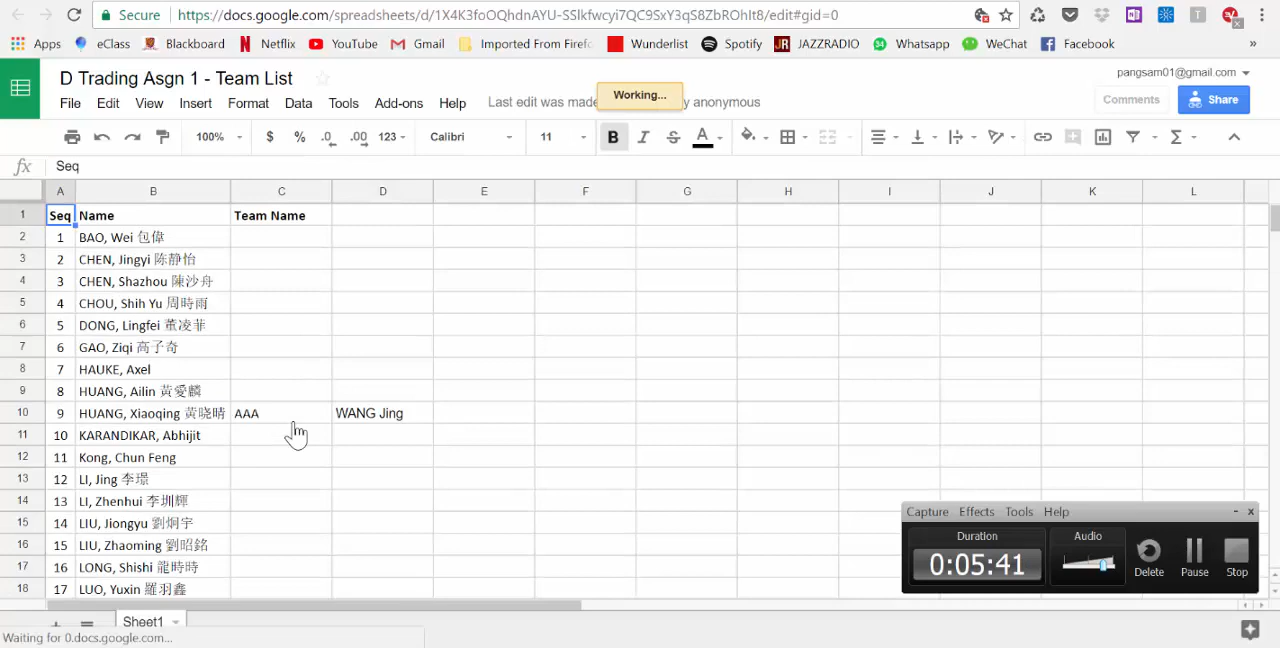 Secure https://docs.google.com/spreadsheets/d/1X4K3foOQhdnAYU-SSlkfwcyi7QC9SxY3qS8ZbROhIt8/edit#gid=0
Apps eClass Blackboard Netflix YouTube Gmail Imported From Firefo Wunderlist Spotify JAZZRADIO Whatsapp WeChat Facebook »
D Trading Asgn 1 - Team List
pangsam01@gmail.com
File Edit View Insert Format Data Tools Add-ons Help Last edit was made y anonymous
Working...
Comments Share
100% $ % .0 .00 123 Calibri 11 B I S A
fx Seq
A B C D E F G H I J K L
1 Seq Name Team Name
2 1 BAO, Wei 包偉
3 2 CHEN, Jingyi 陈静怡
4 3 CHEN, Shazhou 陳沙舟
5 4 CHOU, Shih Yu 周時雨
6 5 DONG, Lingfei 董凌菲
7 6 GAO, Ziqi 高子奇
8 7 HAUKE, Axel
9 8 HUANG, Ailin 黃愛麟
10 9 HUANG, Xiaoqing 黄晓晴 AAA WANG Jing
11 10 KARANDIKAR, Abhijit
12 11 Kong, Chun Feng
13 12 LI, Jing 李璟
14 13 LI, Zhenhui 李圳輝
15 14 LIU, Jiongyu 劉炯宇
16 15 LIU, Zhaoming 劉昭銘
17 16 LONG, Shishi 龍時時
18 17 LUO, Yuxin 羅羽鑫
Capture Effects Tools Help - x
Duration Audio
0:05:41
Delete Pause Stop
Sheet1
Waiting for 0.docs.google.com...